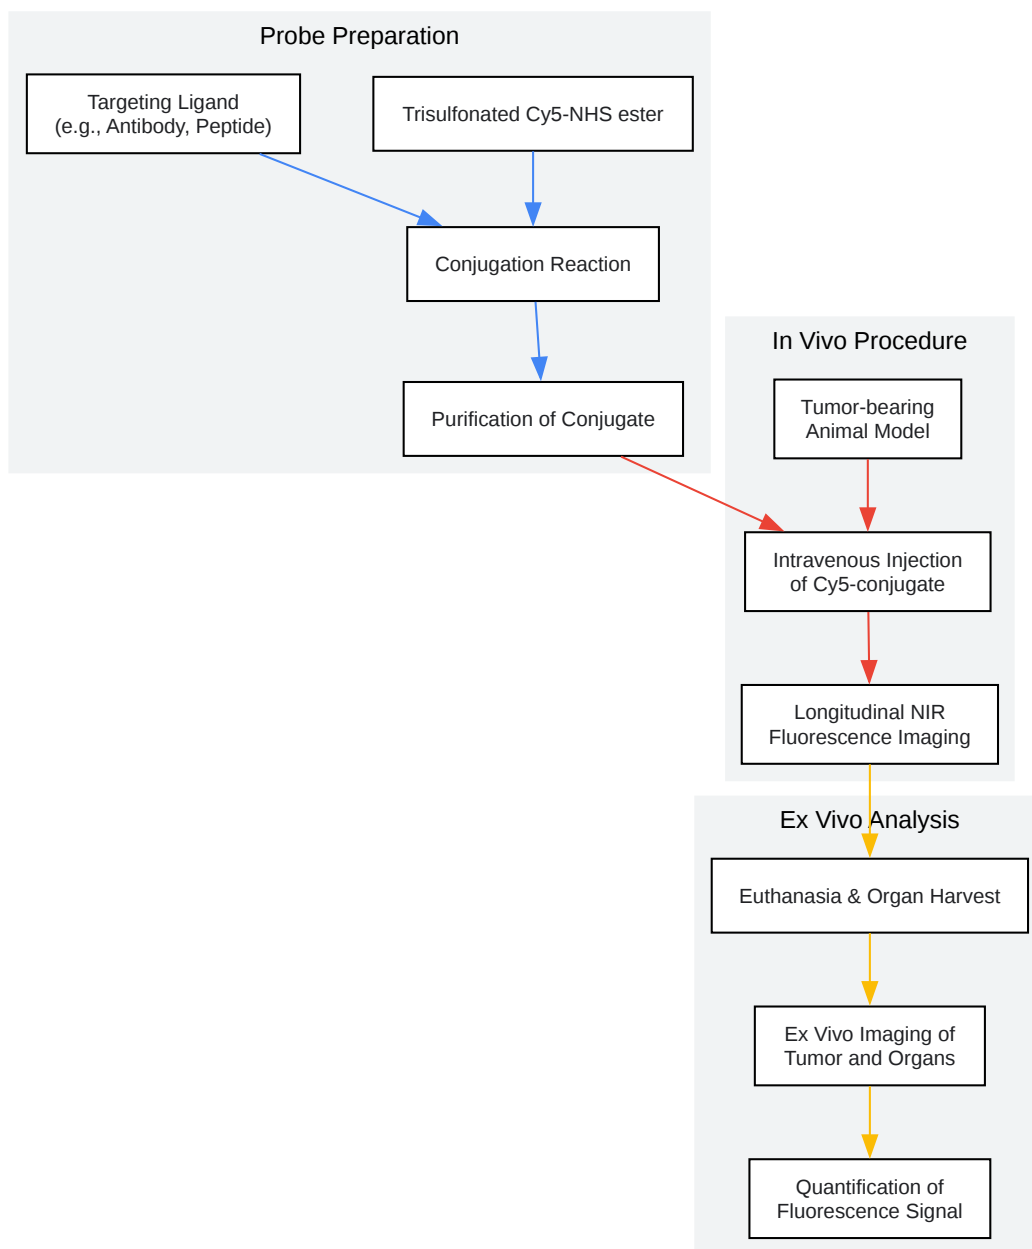 Probe Preparation
Targeting Ligand
(e.g., Antibody, Peptide)
Trisulfonated Cy5-NHS ester
Conjugation Reaction
Purification of Conjugate
In Vivo Procedure
Tumor-bearing
Animal Model
Intravenous Injection
of Cy5-conjugate
Longitudinal NIR
Fluorescence Imaging
Ex Vivo Analysis
Euthanasia & Organ Harvest
Ex Vivo Imaging of
Tumor and Organs
Quantification of
Fluorescence Signal